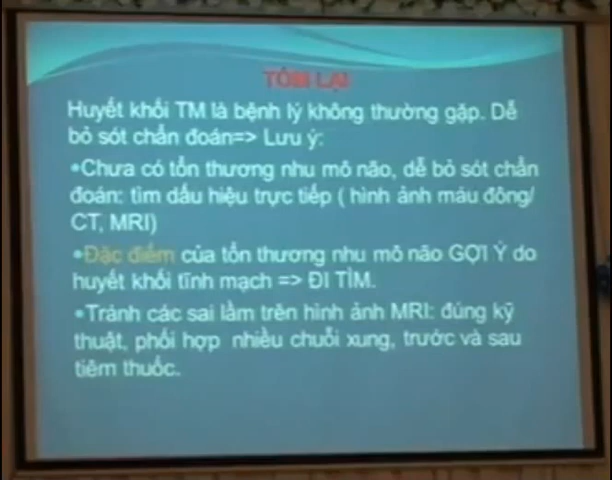 TÓM LẠI
Huyết khối TM là bệnh lý không thường gặp. Dễ
bỏ sót chẩn đoán=> Lưu ý:
•Chưa có tổn thương nhu mô não, dễ bỏ sót chẩn
đoán: tìm dấu hiệu trực tiếp ( hình ảnh máu đông/
CT, MRI)
•Đặc điểm của tổn thương nhu mô não GỢI Ý do
huyết khối tĩnh mạch => ĐI TÌM.
•Tránh các sai lầm trên hình ảnh MRI: đúng kỹ
thuật, phối hợp nhiều chuỗi xung, trước và sau
tiêm thuốc.